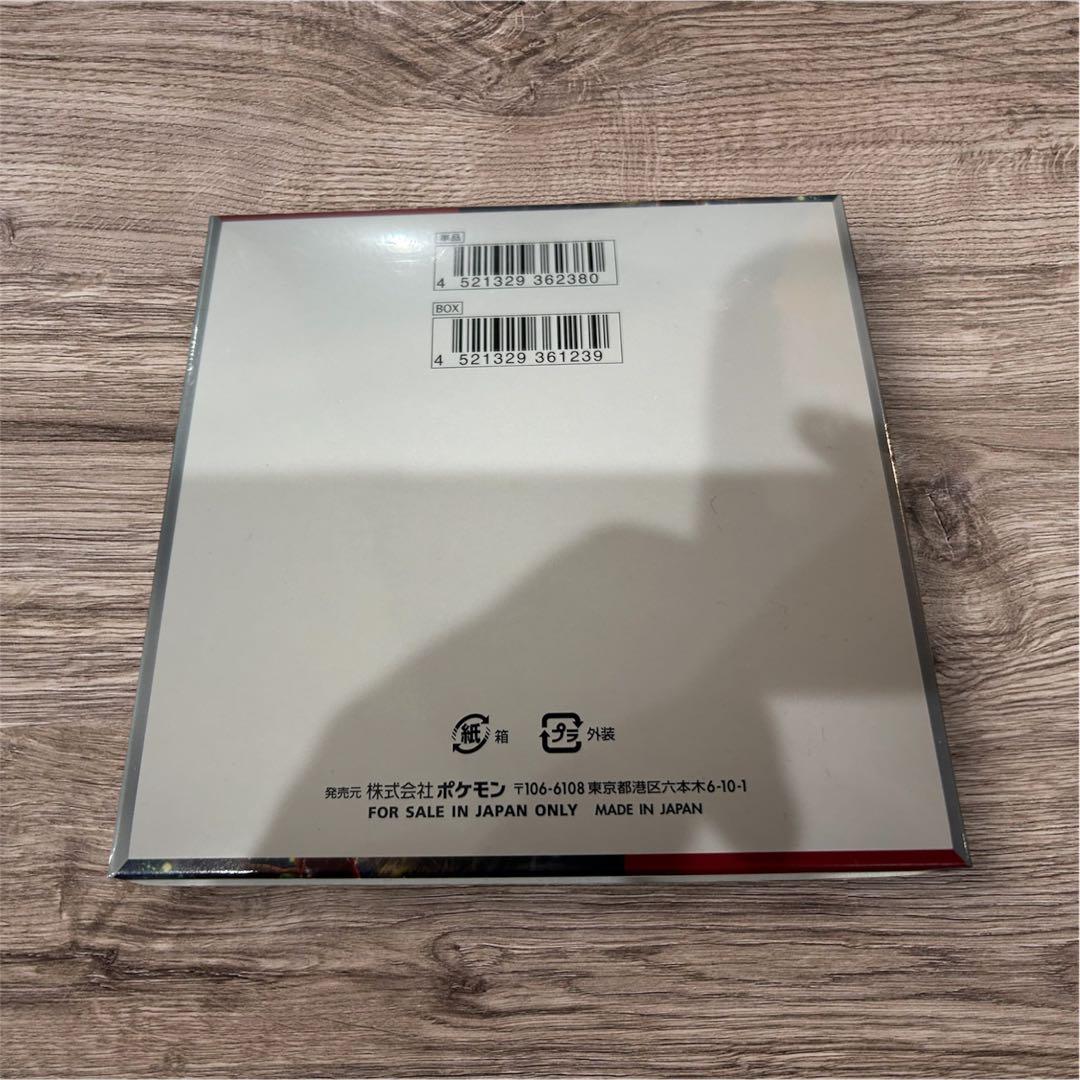 単品
4 521329 362380
BOX
4 521329 361239
紙 箱 プラ 外装
発売元 株式会社 ポケモン 〒106-6108 東京都港区六本木6-10-1
FOR SALE IN JAPAN ONLY MADE IN JAPAN